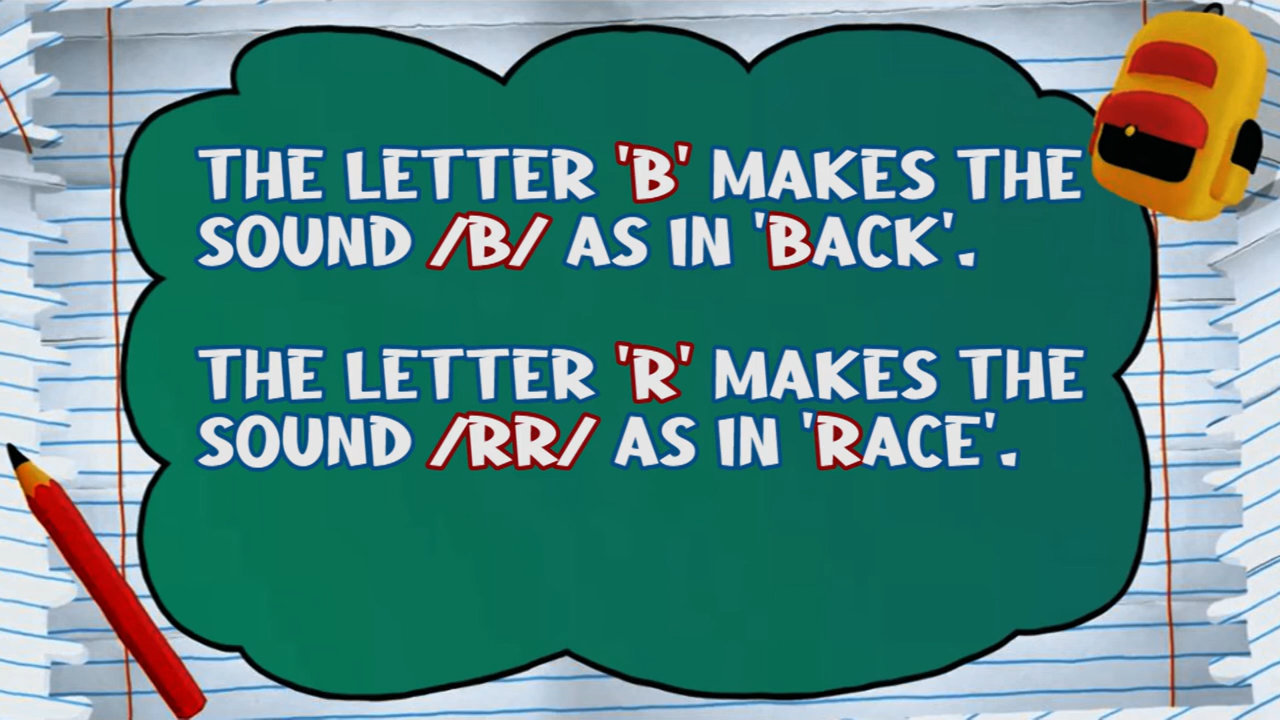 THE LETTER 'B' MAKES THE
SOUND /B/ AS IN 'BACK'.
THE LETTER 'R' MAKES THE
SOUND /RR/ AS IN 'RACE'.